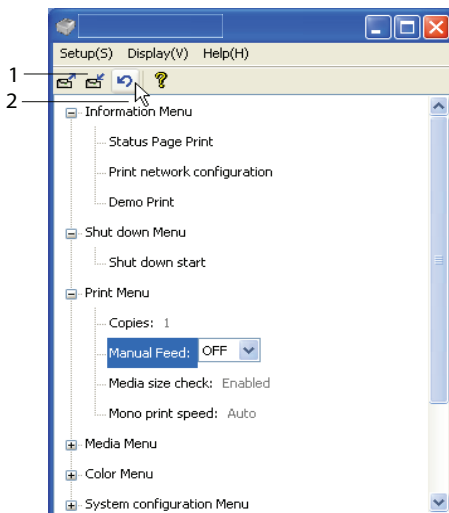 Setup(S) Display(V) Help(H)
1
2
Information Menu
Status Page Print
Print network configuration
Demo Print
Shut down Menu
Shut down start
Print Menu
Copies: 1
Manual Feed: OFF
Media size check: Enabled
Mono print speed: Auto
Media Menu
Color Menu
System configuration Menu